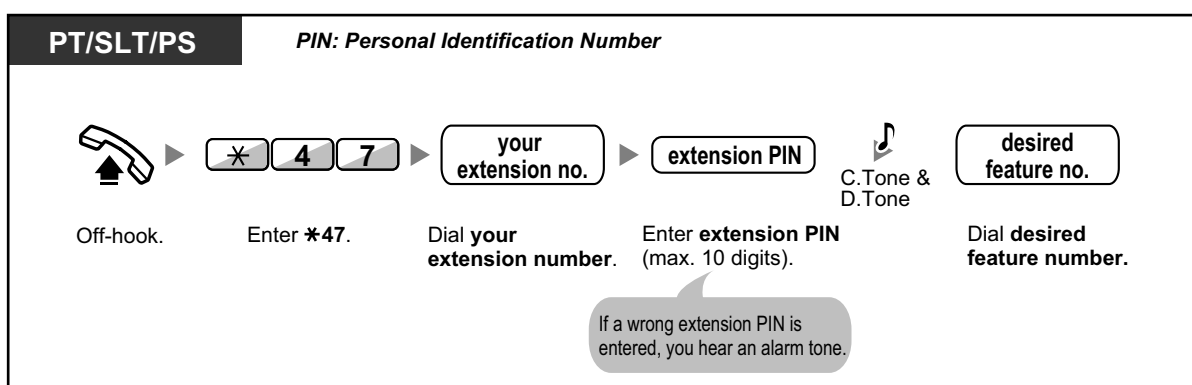 PT/SLT/PS
PIN: Personal Identification Number
* 4 7
your
extension no.
extension PIN
C.Tone &
D.Tone
desired
feature no.
Off-hook.
Enter *47.
Dial your
extension number.
Enter extension PIN
(max. 10 digits).
Dial desired
feature number.
If a wrong extension PIN is
entered, you hear an alarm tone.